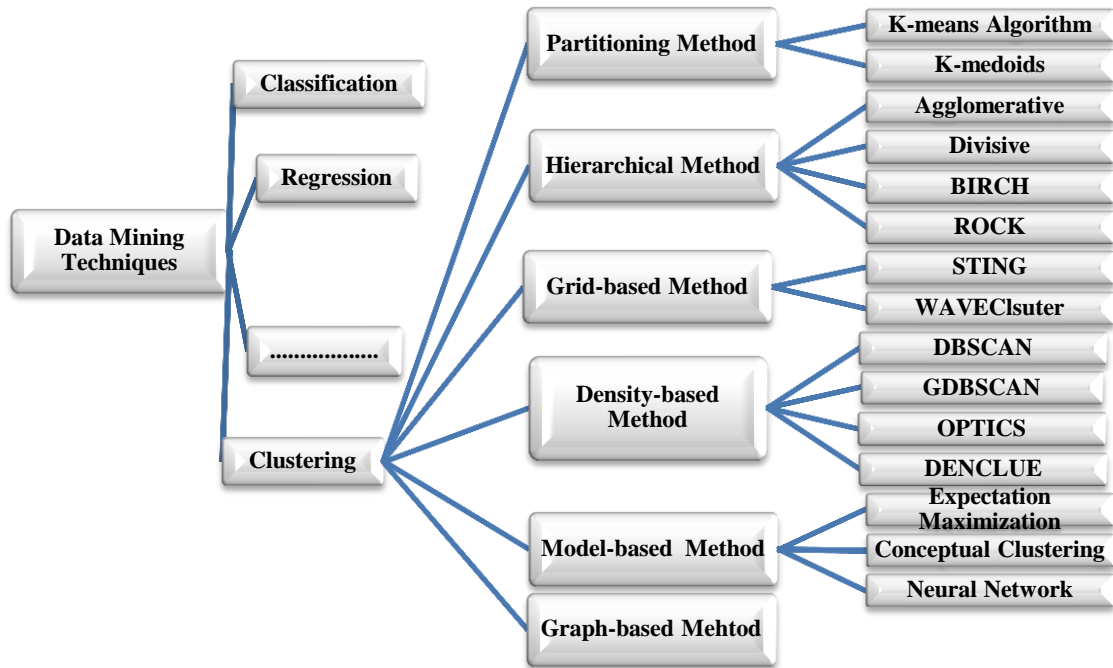 Data Mining
Techniques
Classification
Regression
...................
Clustering
Partitioning Method
K-means Algorithm
K-medoids
Hierarchical Method
Agglomerative
Divisive
BIRCH
ROCK
Grid-based Method
STING
WAVEClsuter
Density-based
Method
DBSCAN
GDBSCAN
OPTICS
DENCLUE
Model-based Method
Expectation
Maximization
Conceptual Clustering
Neural Network
Graph-based Mehtod